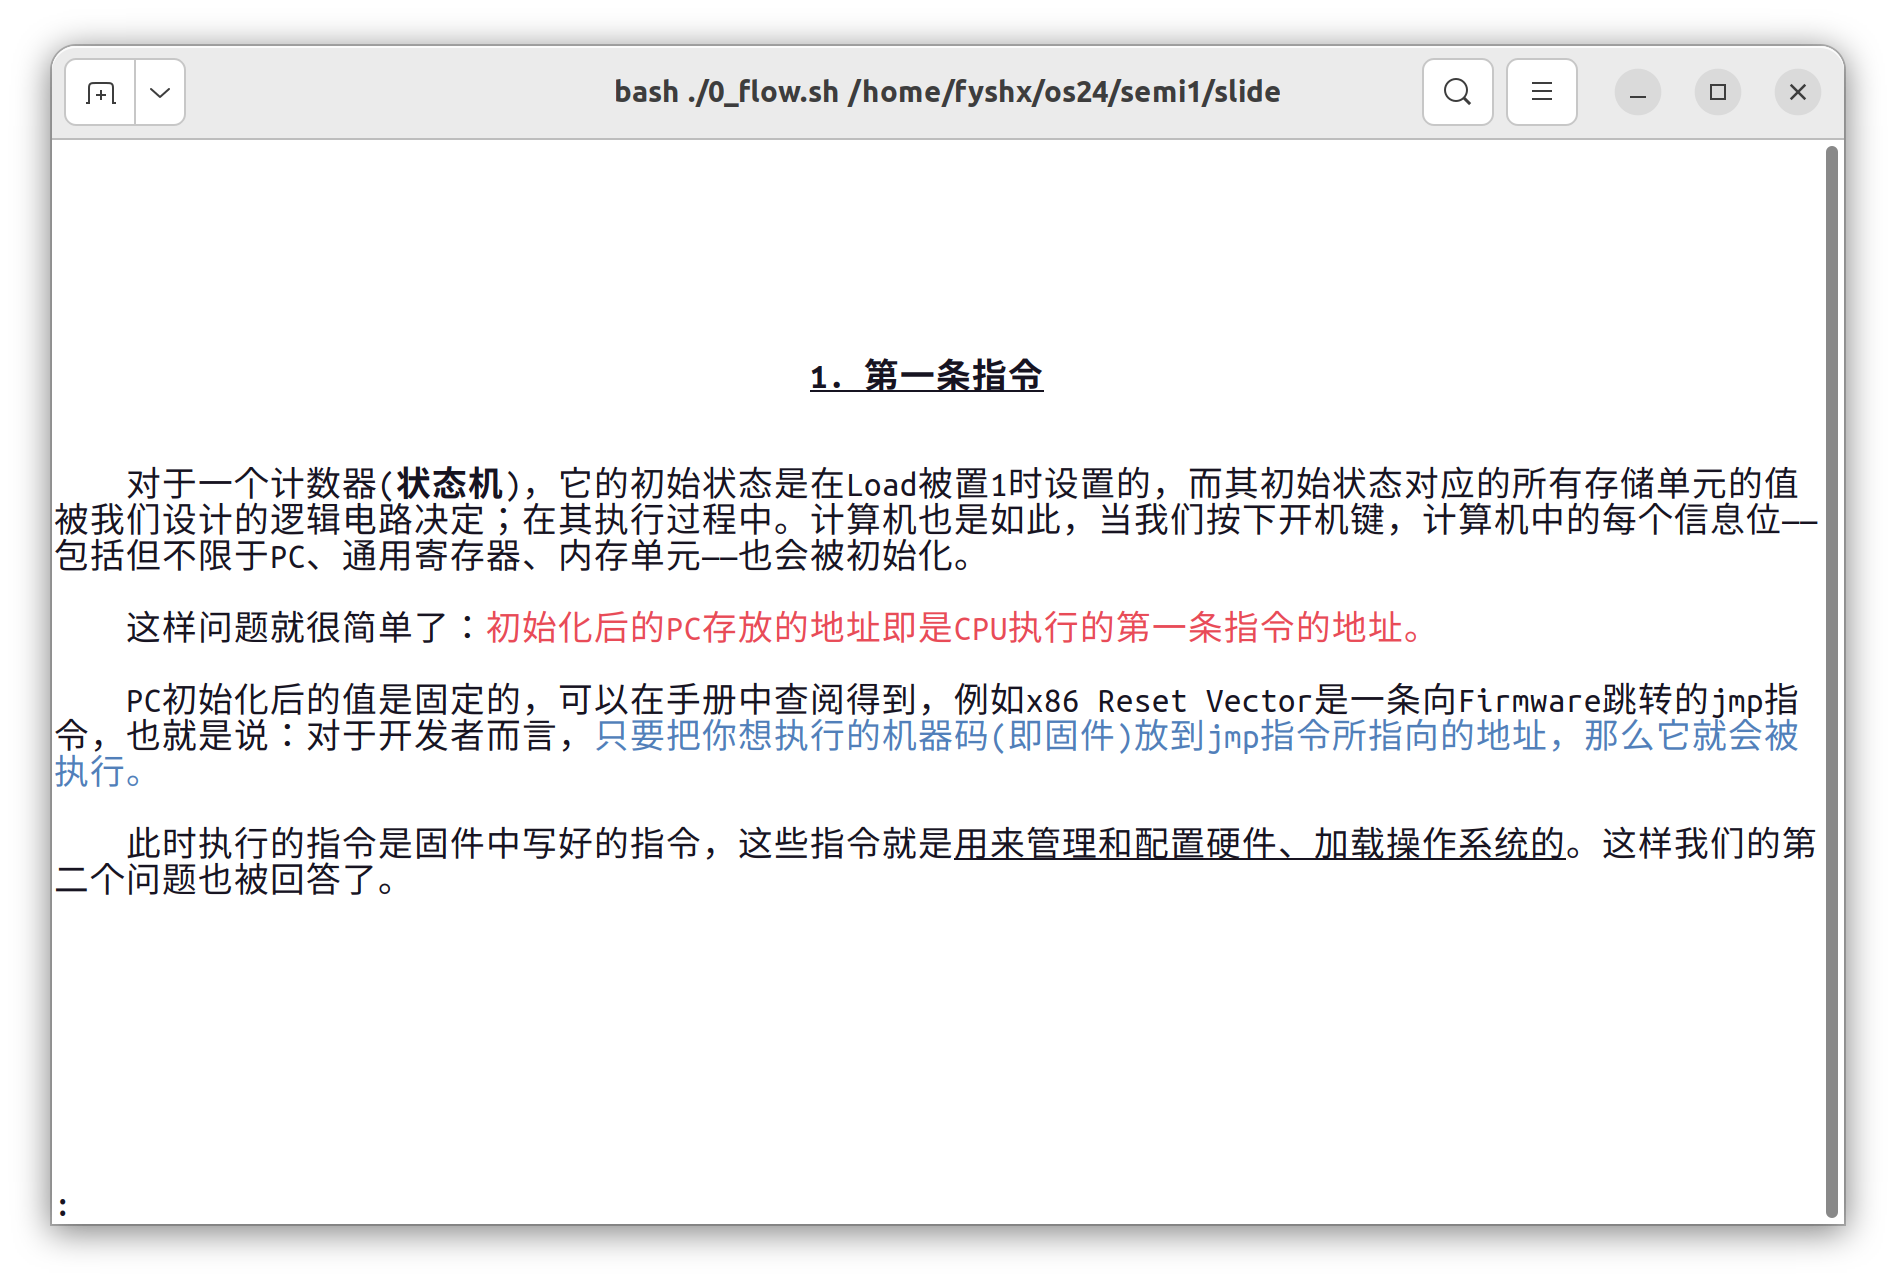 bash ./0_flow.sh /home/fyshx/os24/semi1/slide
1. 第一条指令
对于一个计数器(状态机)，它的初始状态是在Load被置1时设置的，而其初始状态对应的所有存储单元的值
被我们设计的逻辑电路决定；在其执行过程中。计算机也是如此，当我们按下开机键，计算机中的每个信息位——
包括但不限于PC、通用寄存器、内存单元——也会被初始化。
这样问题就很简单了：初始化后的PC存放的地址即是CPU执行的第一条指令的地址。
PC初始化后的值是固定的，可以在手册中查阅得到，例如x86 Reset Vector是一条向Firmware跳转的jmp指
令，也就是说：对于开发者而言，只要把你想执行的机器码(即固件)放到jmp指令所指向的地址，那么它就会被
执行。
此时执行的指令是固件中写好的指令，这些指令就是用来管理和配置硬件、加载操作系统的。这样我们的第
二个问题也被回答了。
: